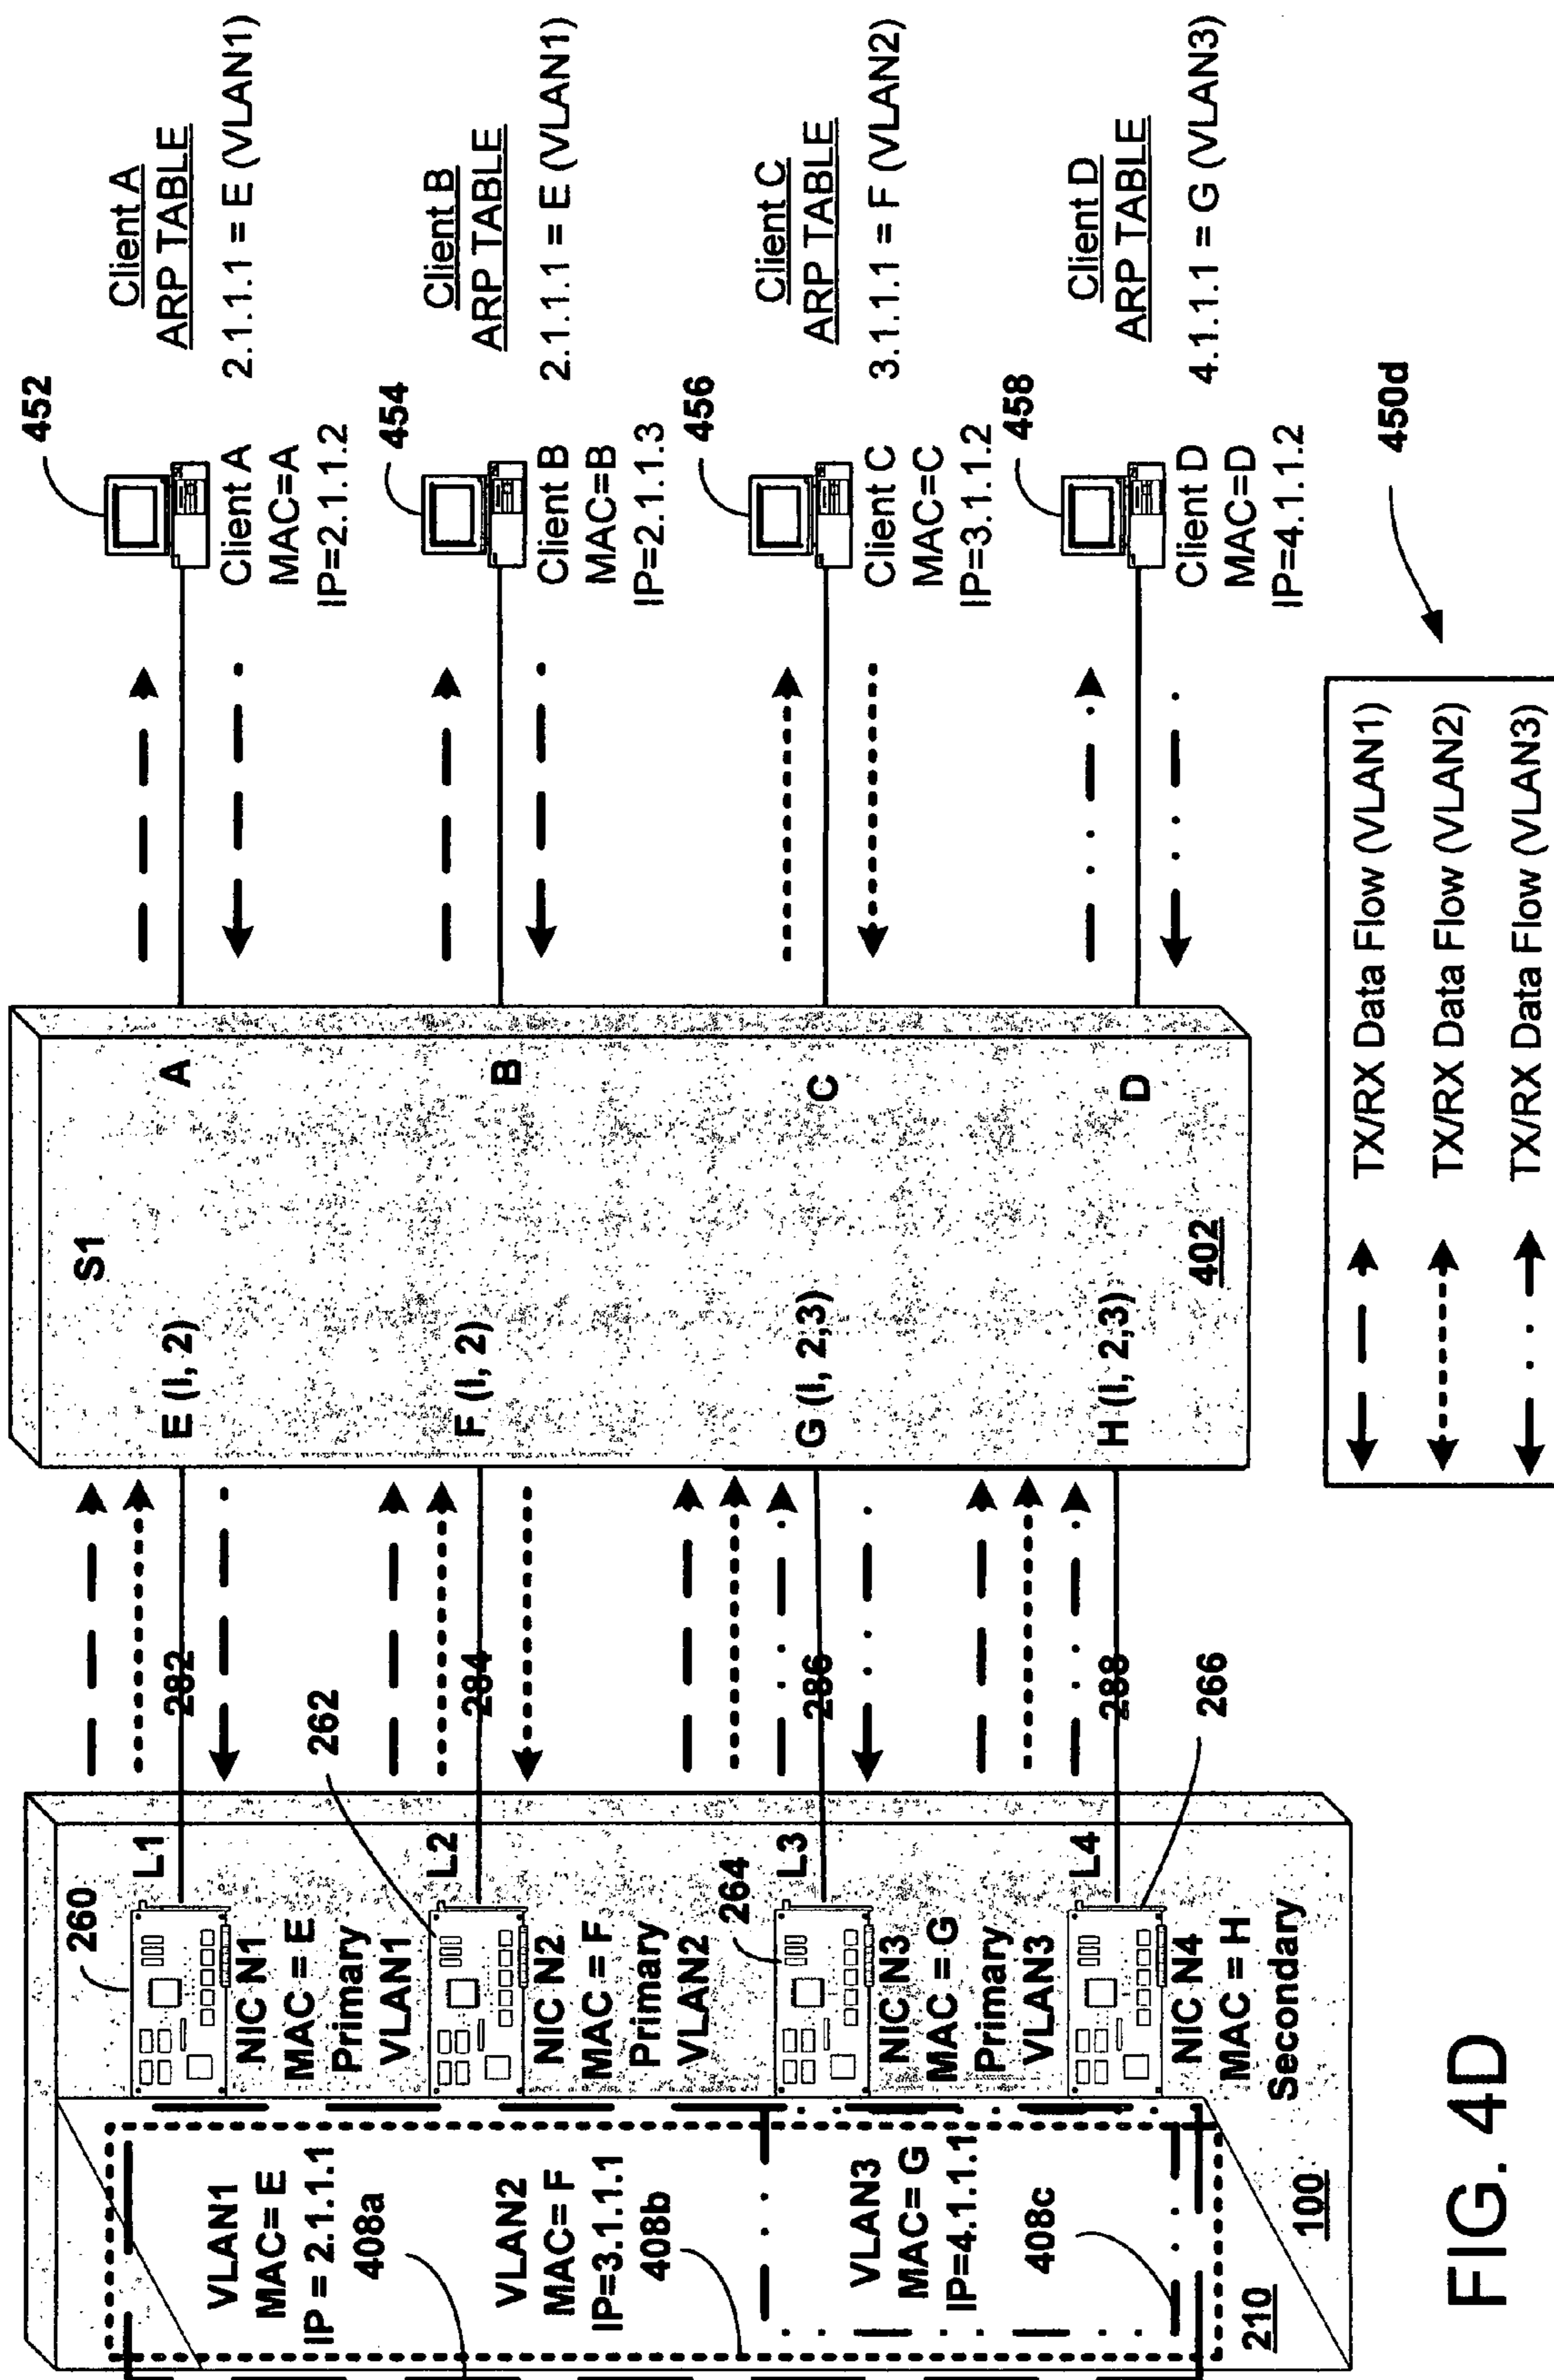 210
100
VLAN1
MAC= E
IP = 2.1.1.1
408a
VLAN2
MAC= F
IP=3.1.1.1
408b
VLAN3
MAC= G
IP=4.1.1.1
408c
260
L1
NIC N1
MAC = E
Primary
VLAN1
262
L2
NIC N2
MAC = F
Primary
VLAN2
264
L3
NIC N3
MAC = G
Primary
VLAN3
266
L4
NIC N4
MAC = H
Secondary
282
284
286
288
S1
E (I, 2)
F (I, 2)
G (I, 2,3)
H (I, 2,3)
A
B
C
D
402
452
Client A
MAC=A
IP=2.1.1.2
Client A
ARP TABLE
2.1.1.1 = E (VLAN1)
454
Client B
MAC=B
IP=2.1.1.3
Client B
ARP TABLE
2.1.1.1 = E (VLAN1)
456
Client C
MAC=C
IP=3.1.1.2
Client C
ARP TABLE
3.1.1.1 = F (VLAN2)
458
Client D
MAC=D
IP=4.1.1.2
Client D
ARP TABLE
4.1.1.1 = G (VLAN3)
450d
TX/RX Data Flow (VLAN1)
TX/RX Data Flow (VLAN2)
TX/RX Data Flow (VLAN3)
FIG. 4D